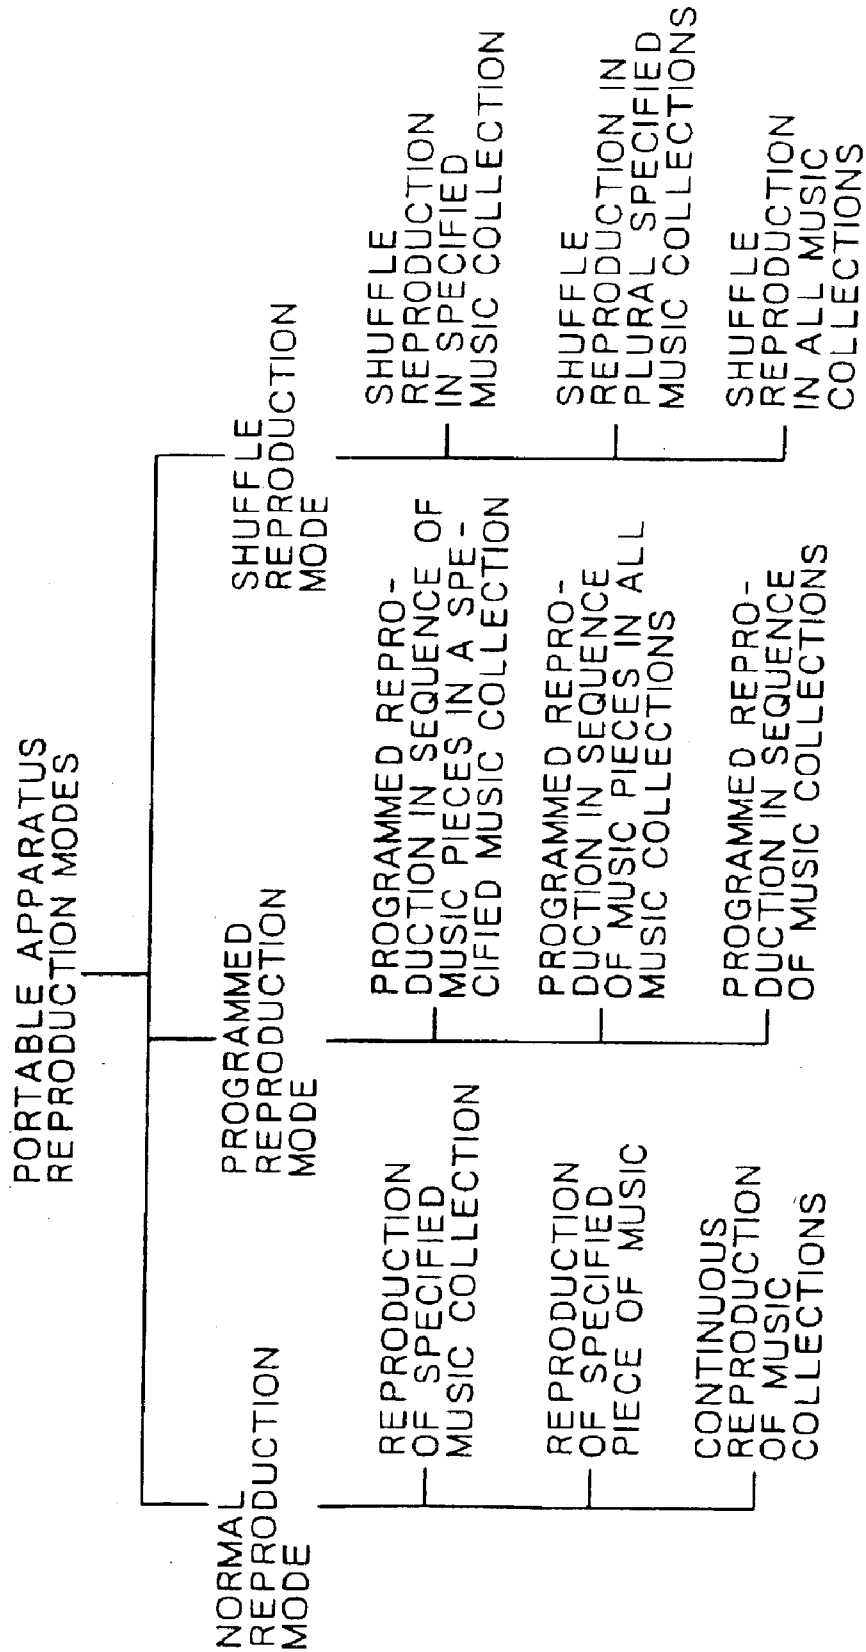 PORTABLE APPARATUS
REPRODUCTION MODES
NORMAL
REPRODUCTION
MODE
REPRODUCTION
OF SPECIFIED
MUSIC COLLECTION
REPRODUCTION
OF SPECIFIED
PIECE OF MUSIC
CONTINUOUS
REPRODUCTION
OF MUSIC
COLLECTIONS
PROGRAMMED
REPRODUCTION
MODE
PROGRAMMED REPRO-
DUCTION IN SEQUENCE OF
MUSIC PIECES IN A SPE-
CIFIED MUSIC COLLECTION
PROGRAMMED REPRO-
DUCTION IN SEQUENCE
OF MUSIC PIECES IN ALL
MUSIC COLLECTIONS
PROGRAMMED REPRO-
DUCTION IN SEQUENCE
OF MUSIC COLLECTIONS
SHUFFLE
REPRODUCTION
MODE
SHUFFLE
REPRODUCTION
IN SPECIFIED
MUSIC COLLECTION
SHUFFLE
REPRODUCTION IN
PLURAL SPECIFIED
MUSIC COLLECTIONS
SHUFFLE
REPRODUCTION
IN ALL MUSIC
COLLECTIONS